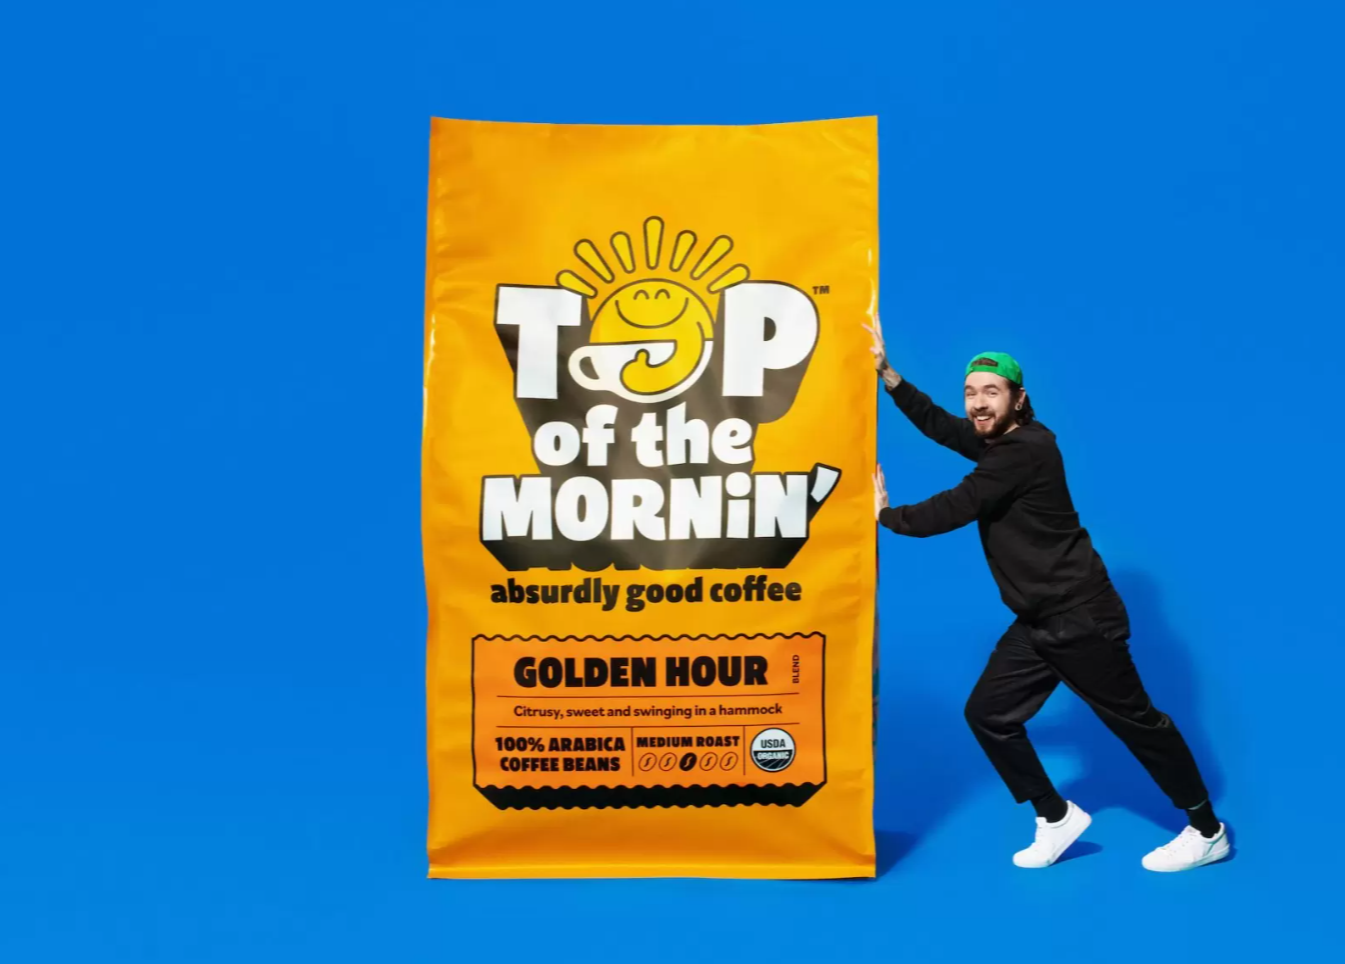 TOP
™
of the
MORNiN'
absurdly good coffee
GOLDEN HOUR
BLEND
Citrusy, sweet and swinging in a hammock
100% ARABICA
COFFEE BEANS
MEDIUM ROAST
USDA
ORGANIC